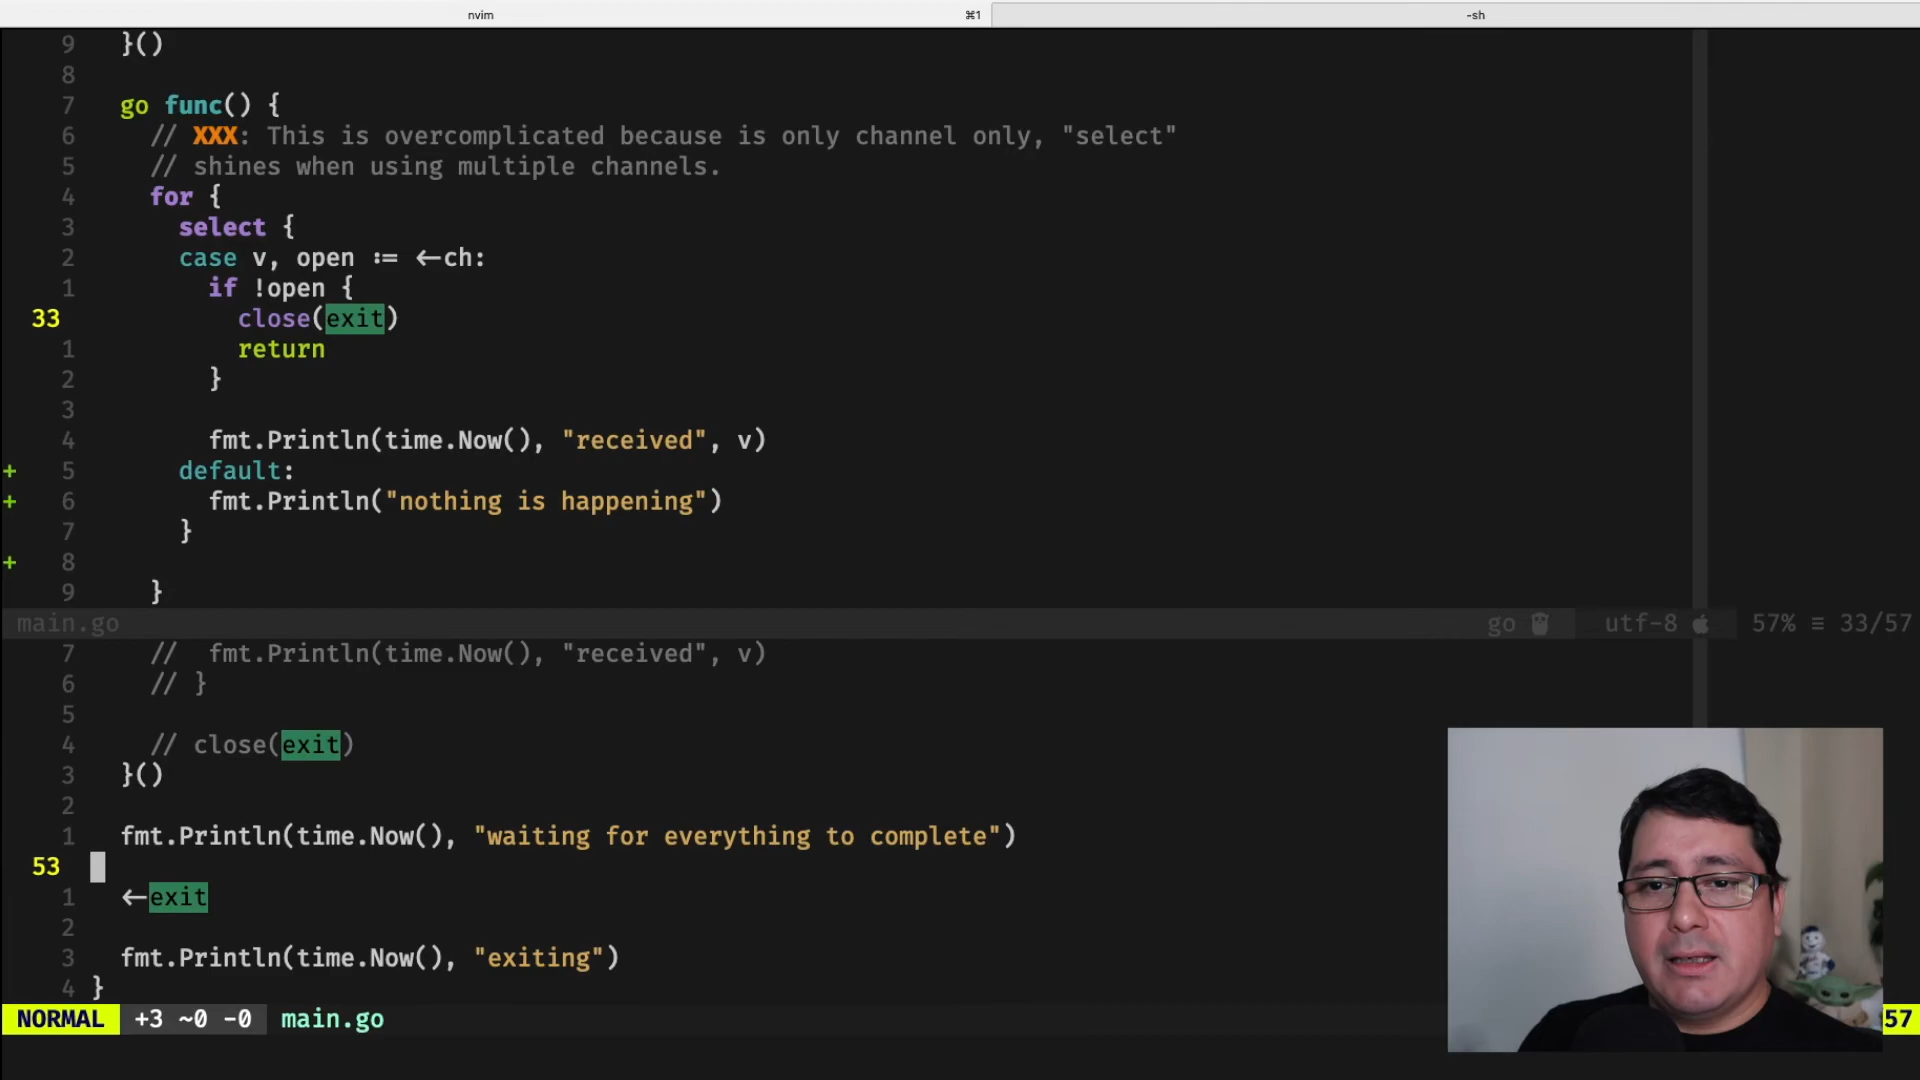 nvim ⌘1 -sh
9 }()
8
7 go func() {
6 // XXX: This is overcomplicated because is only channel only, "select"
5 // shines when using multiple channels.
4 for {
3 select {
2 case v, open := <-ch:
1 if !open {
33 close(exit)
1 return
2 }
3
4 fmt.Println(time.Now(), "received", v)
+ 5 default:
+ 6 fmt.Println("nothing is happening")
7 }
+ 8
9 }
main.go go utf-8 57% ≡ 33/57
7 // fmt.Println(time.Now(), "received", v)
6 // }
5
4 // close(exit)
3 }()
2
1 fmt.Println(time.Now(), "waiting for everything to complete")
53
1 <-exit
2
3 fmt.Println(time.Now(), "exiting")
4 }
NORMAL +3 ~0 -0 main.go 57